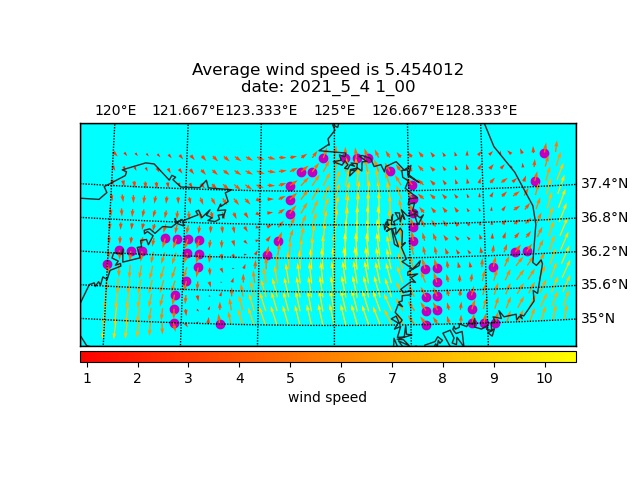 Average wind speed is 5.454012
date: 2021_5_4 1_00
120°E 121.667°E 123.333°E 125°E 126.667°E 128.333°E
37.4°N
36.8°N
36.2°N
35.6°N
35°N
1 2 3 4 5 6 7 8 9 10
wind speed